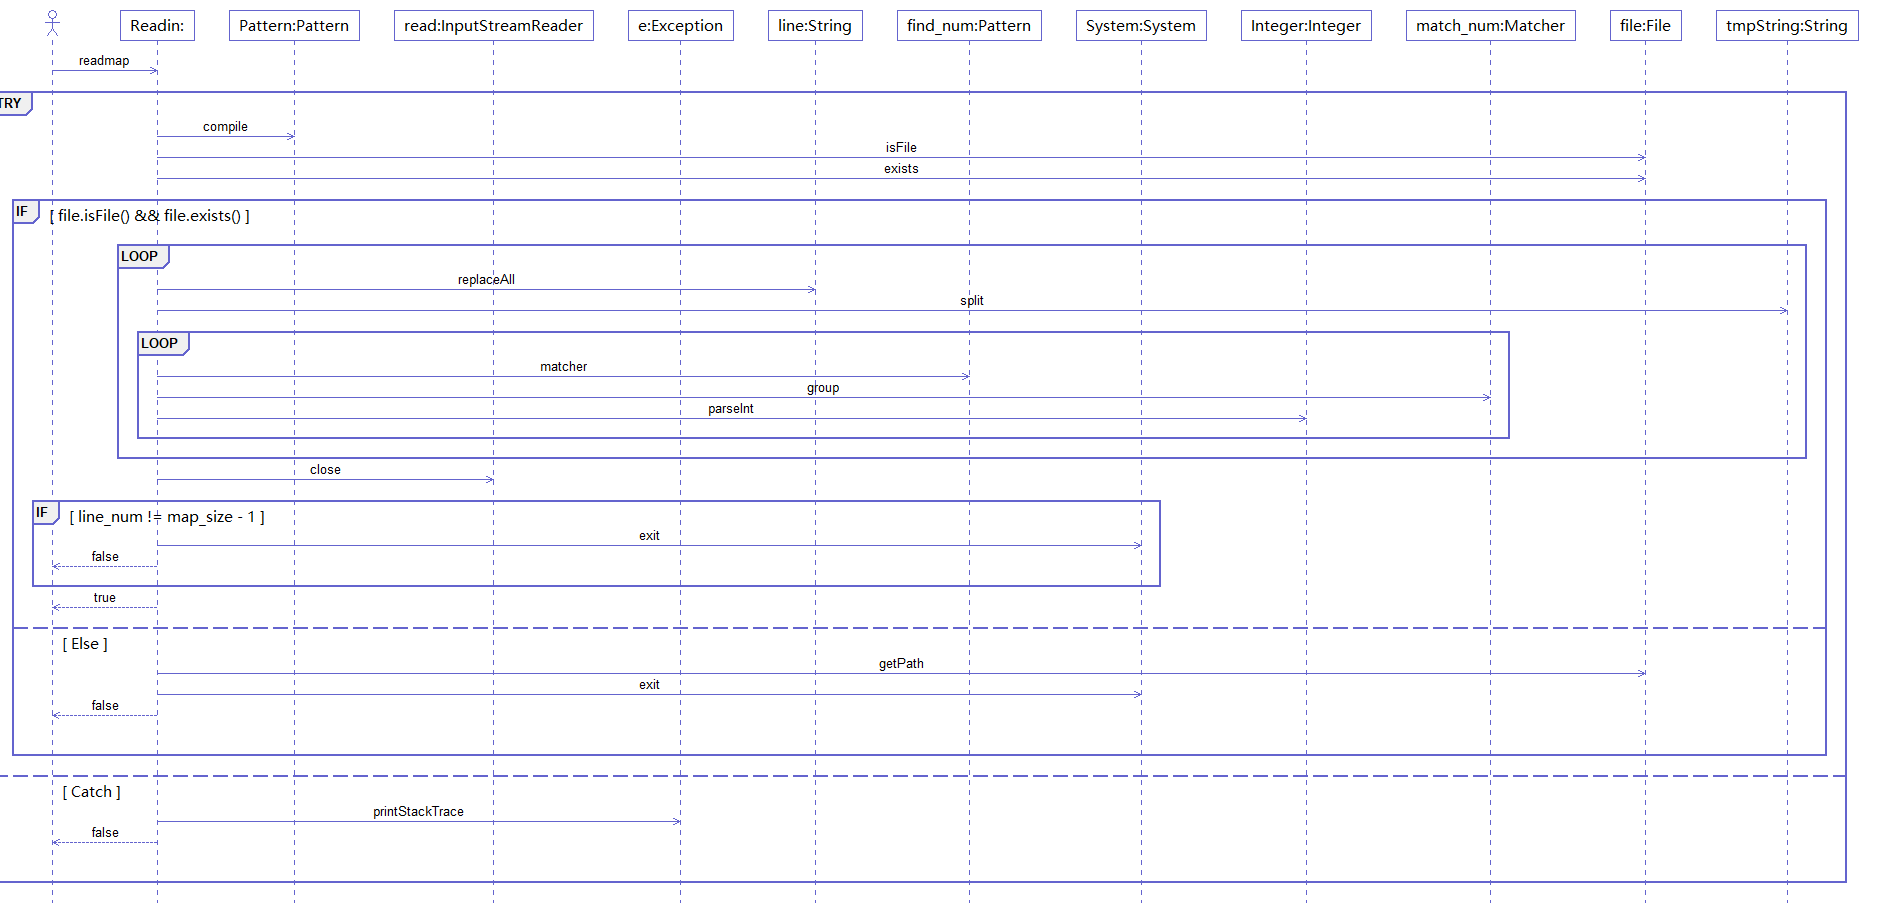 Readin:
Pattern:Pattern
read:InputStreamReader
e:Exception
line:String
find_num:Pattern
System:System
Integer:Integer
match_num:Matcher
file:File
tmpString:String
readmap
TRY
compile
isFile
exists
IF
[ file.isFile() && file.exists() ]
LOOP
replaceAll
split
LOOP
matcher
group
parseInt
close
IF
[ line_num != map_size - 1 ]
exit
false
true
[ Else ]
getPath
exit
false
[ Catch ]
printStackTrace
false